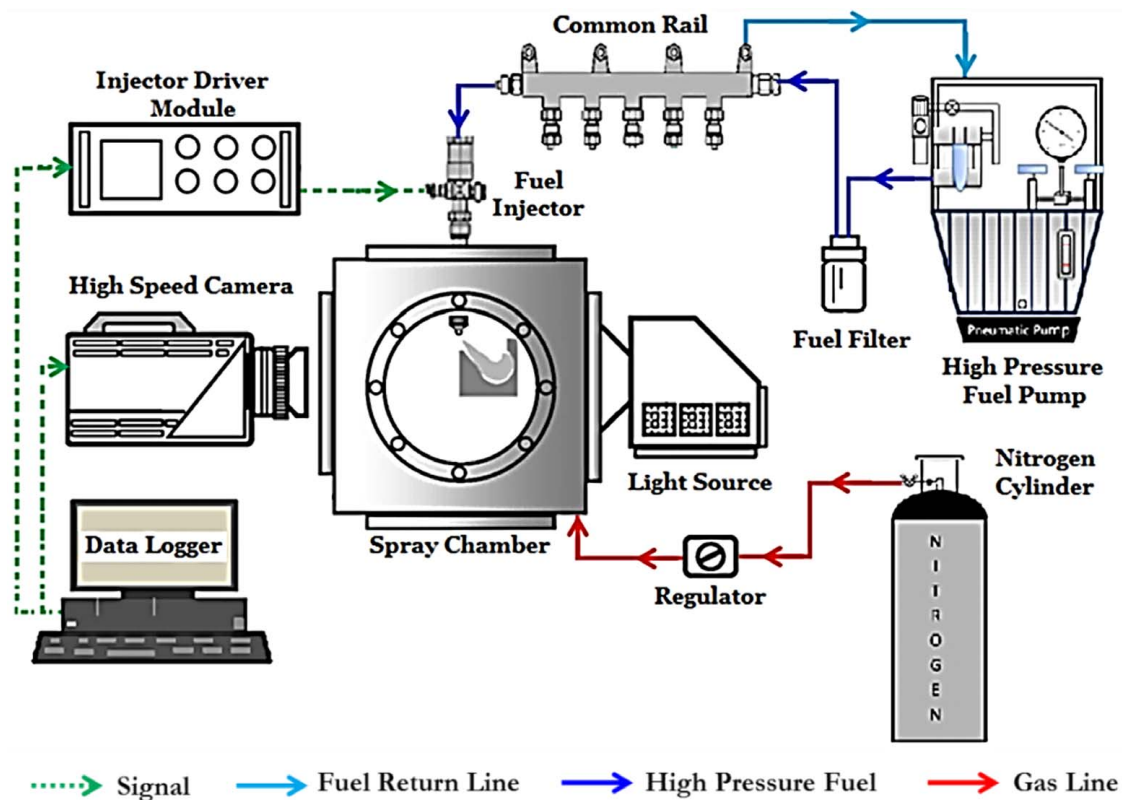 Common Rail
Injector Driver
Module
Fuel
Injector
High Speed Camera
Fuel Filter
Pneumatic Pump
High Pressure
Fuel Pump
Light Source
Nitrogen
Cylinder
Data Logger
Spray Chamber
Regulator
N
I
T
R
O
G
E
N
Signal
Fuel Return Line
High Pressure Fuel
Gas Line